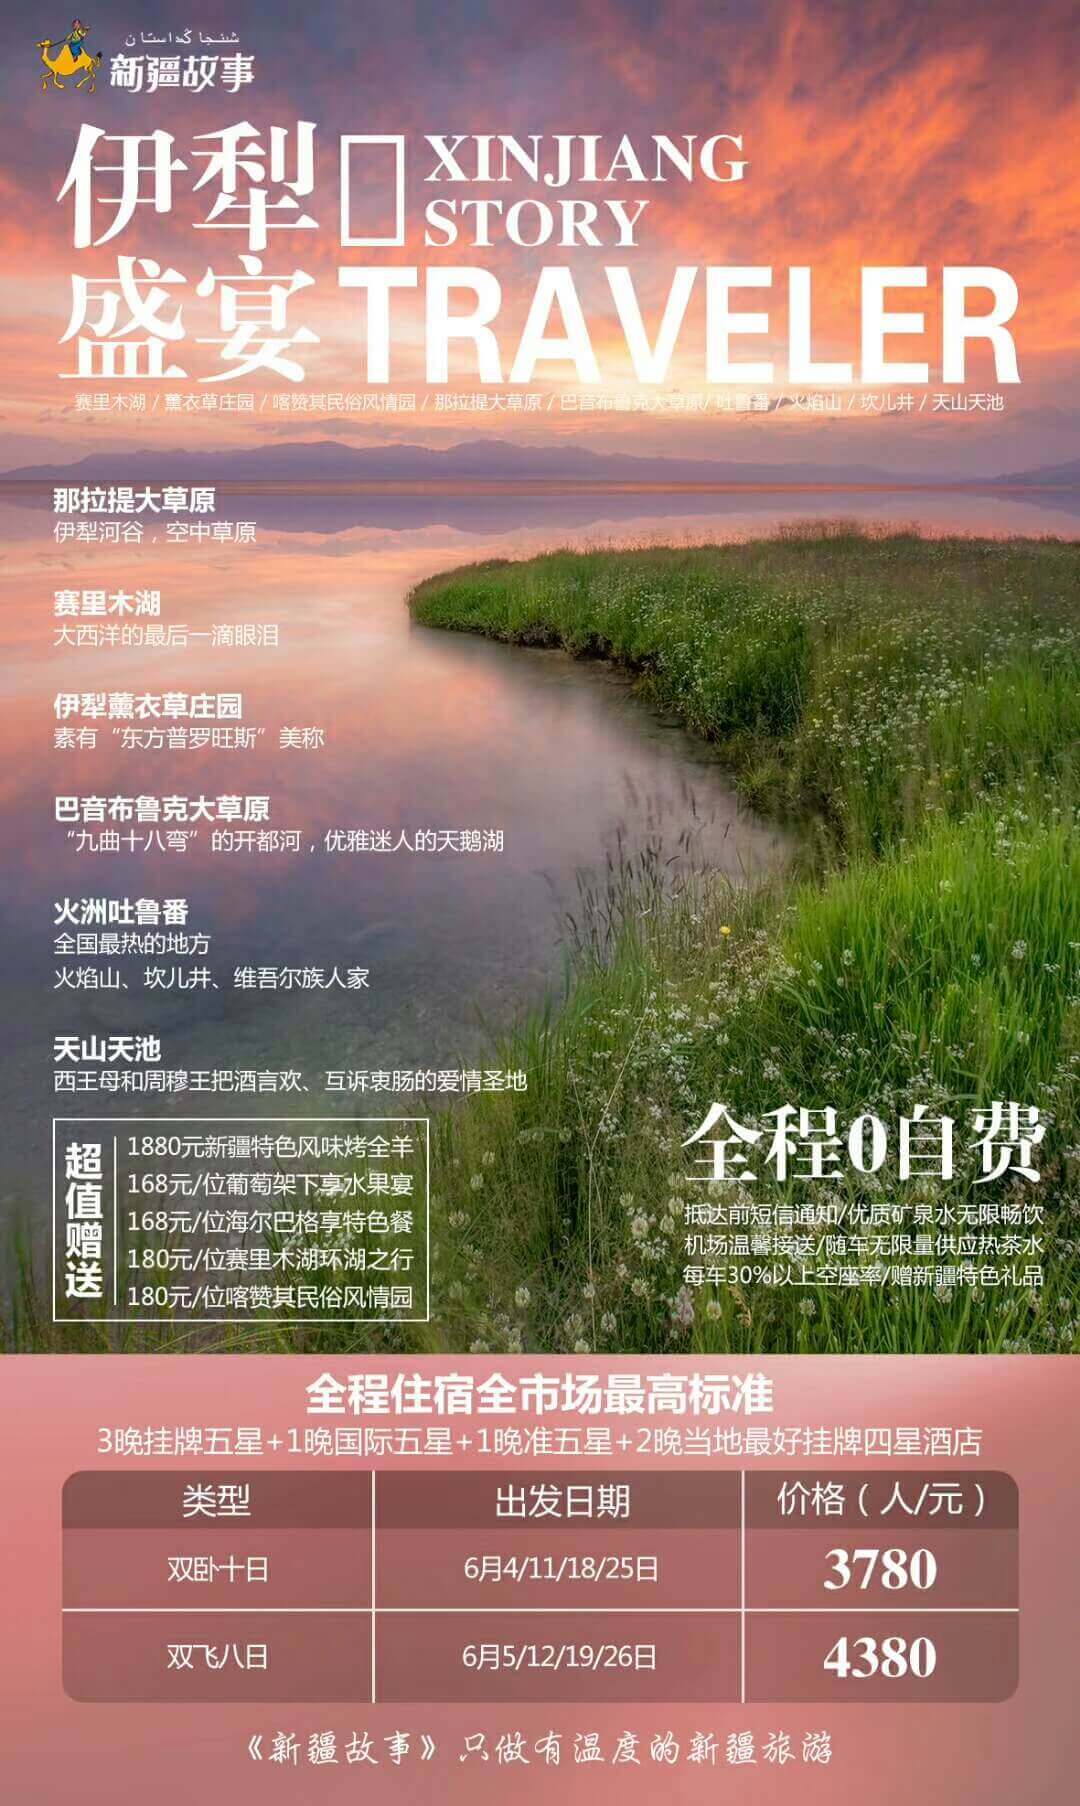 شىنجاڭ داستان
新疆故事
伊犁
XINJIANG
STORY
盛宴
TRAVELER
赛里木湖/薰衣草庄园/喀赞其民俗风情园/那拉提大草原/巴音布鲁克大草原/吐鲁番/火焰山/坎儿井/天山天池
那拉提大草原
伊犁河谷，空中草原
赛里木湖
大西洋的最后一滴眼泪
伊犁薰衣草庄园
素有“东方普罗旺斯”美称
巴音布鲁克大草原
“九曲十八弯”的开都河，优雅迷人的天鹅湖
火洲吐鲁番
全国最热的地方
火焰山、坎儿井、维吾尔族人家
天山天池
西王母和周穆王把酒言欢、互诉衷肠的爱情圣地
超值赠送
1880元新疆特色风味烤全羊
168元/位葡萄架下享水果宴
168元/位海尔巴格享特色餐
180元/位赛里木湖环湖之行
180元/位喀赞其民俗风情园
全程0自费
抵达前短信通知/优质矿泉水无限畅饮
机场温馨接送/随车无限量供应热茶水
每车30%以上空座率/赠新疆特色礼品
全程住宿全市场最高标准
3晚挂牌五星+1晚国际五星+1晚准五星+2晚当地最好挂牌四星酒店
类型 出发日期 价格（人/元）
双卧十日 6月4/11/18/25日 3780
双飞八日 6月5/12/19/26日 4380
《新疆故事》只做有温度的新疆旅游